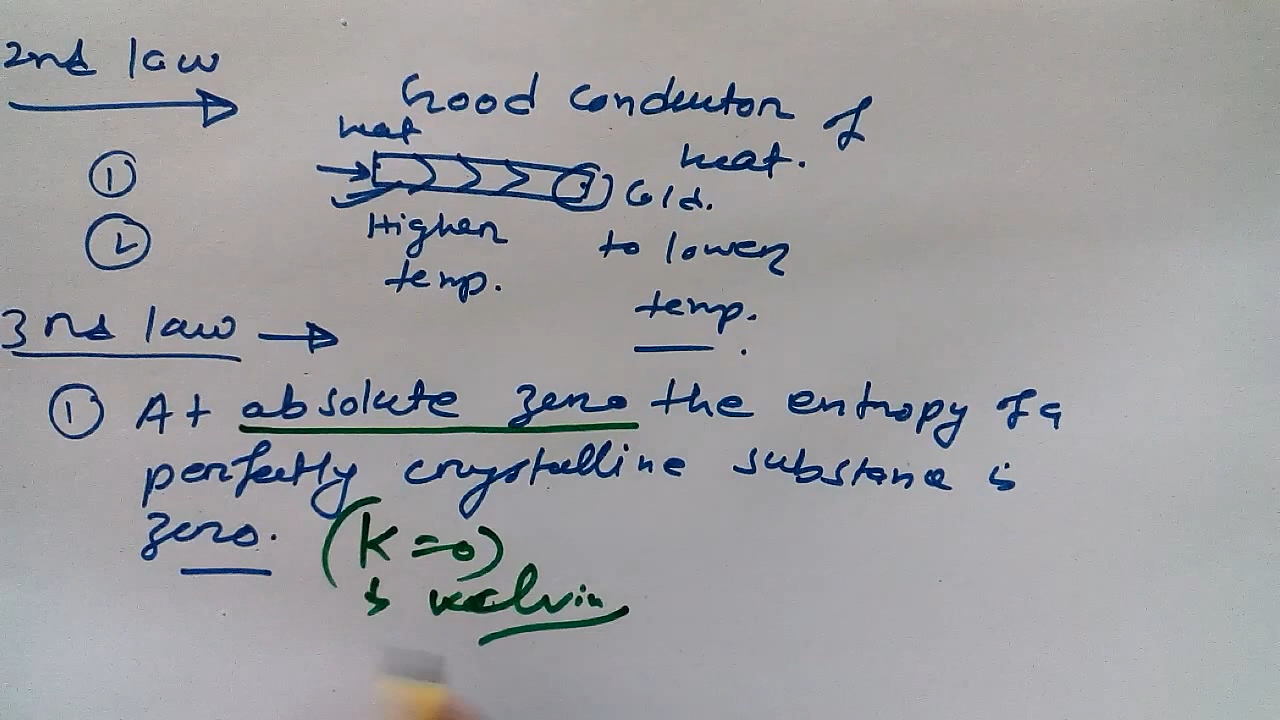 2nd law
Good conductor of
heat.
heat
①
Cold.
②
Higher
temp.
to lower
temp.
3nd law →
① At absolute zero the entropy of a
perfectly crystalline substance is
zero. (K=0)
↓ kelvin